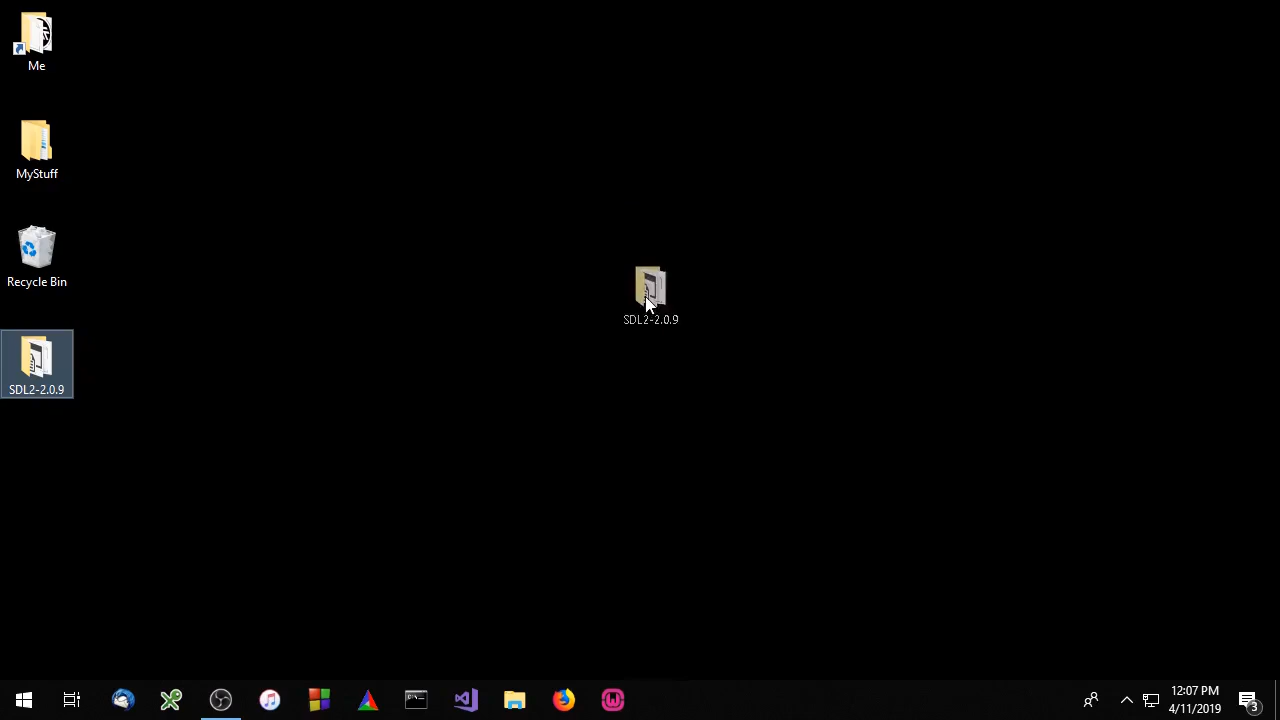 Me
MyStuff
Recycle Bin
SDL2-2.0.9
SDL2-2.0.9
12:07 PM
4/11/2019
3